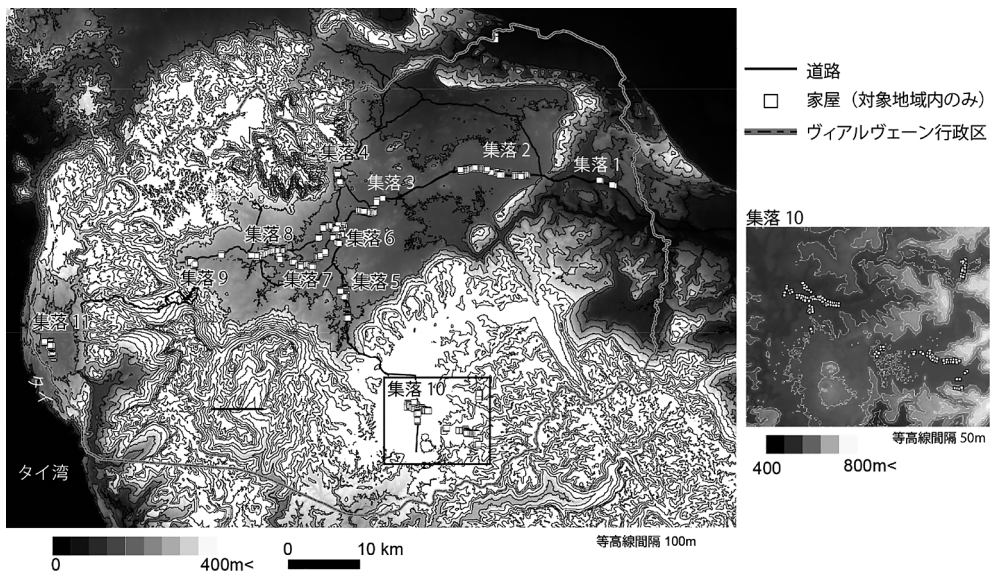 道路
家屋（対象地域内のみ）
ヴィアルヴェーン行政区
集落 4
集落 2
集落 1
集落 3
集落 8
集落 6
集落 9
集落 7
集落 5
集落 11
集落 10
タイ
タイ湾
集落 10
等高線間隔 50m
400
800m<
等高線間隔 100m
0
400m<
0
10 km